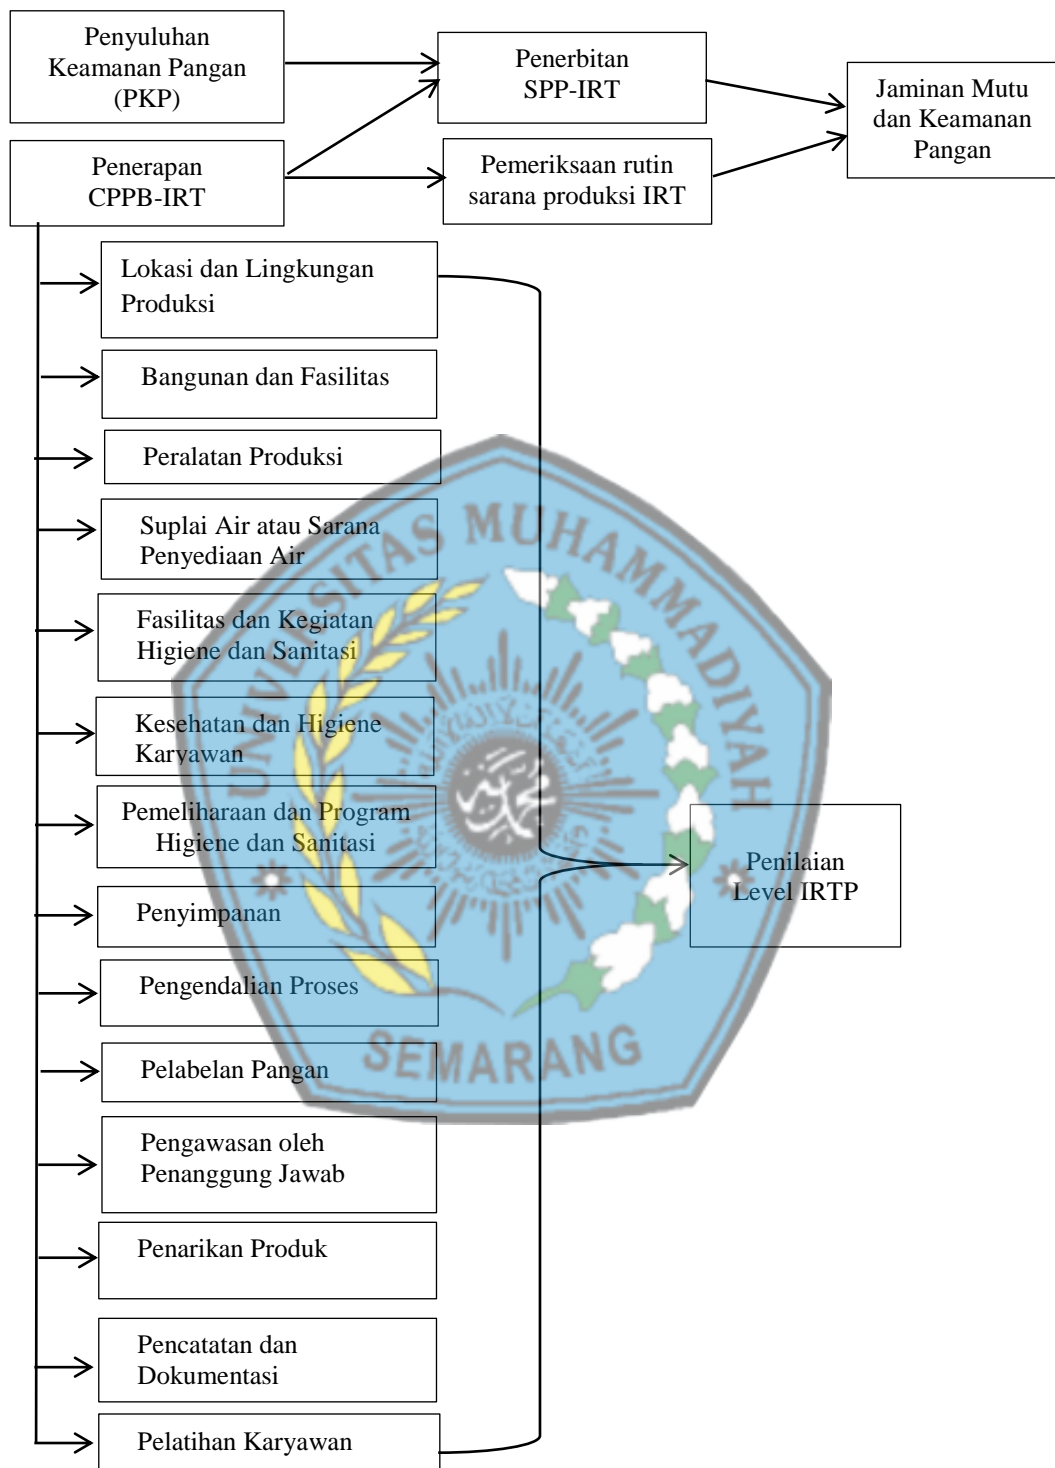 Penyuluhan
Keamanan Pangan
(PKP)
Penerbitan
SPP-IRT
Jaminan Mutu
dan Keamanan
Pangan
Penerapan
CPPB-IRT
Pemeriksaan rutin
sarana produksi IRT
Lokasi dan Lingkungan
Produksi
Bangunan dan Fasilitas
Peralatan Produksi
Suplai Air atau Sarana
Penyediaan Air
Fasilitas dan Kegiatan
Higiene dan Sanitasi
Kesehatan dan Higiene
Karyawan
Pemeliharaan dan Program
Higiene dan Sanitasi
Penyimpanan
Pengendalian Proses
Pelabelan Pangan
Pengawasan oleh
Penanggung Jawab
Penarikan Produk
Pencatatan dan
Dokumentasi
Pelatihan Karyawan
Penilaian
Level IRTP
UNIVERSITAS MUHAMMADIYAH
SEMARANG